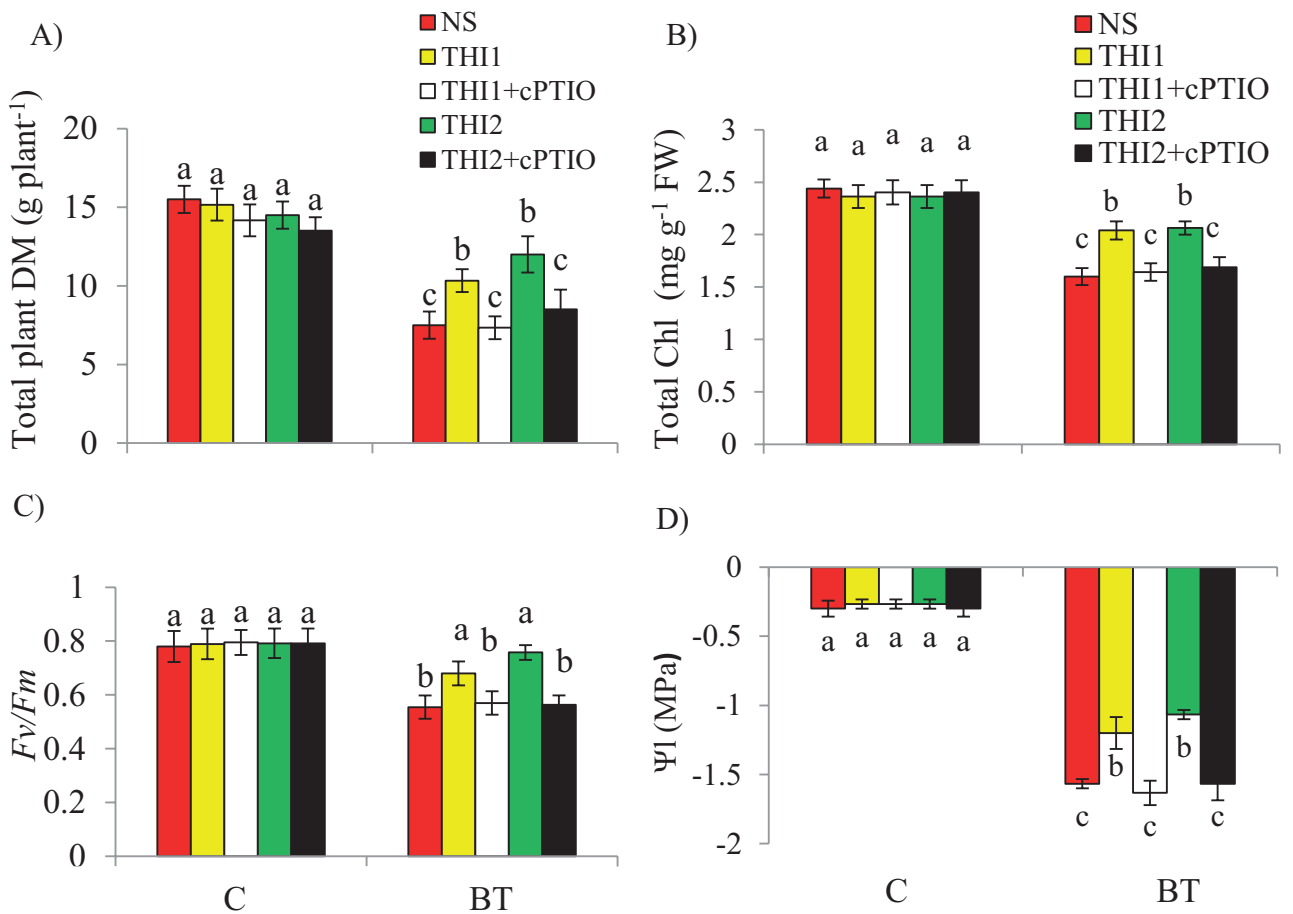 A)
NS
THI1
THI1+cPTIO
THI2
THI2+cPTIO
Total plant DM (g plant⁻¹)
20
15
10
5
0
a a a a a
c b c b c
B)
NS
THI1
THI1+cPTIO
THI2
THI2+cPTIO
Total Chl (mg g⁻¹ FW)
3
2.5
2
1.5
1
0.5
0
a a a a a
c b c b c
C)
Fv/Fm
1
0.8
0.6
0.4
0.2
0
a a a a a
b a b a b
C
BT
D)
Ψl (MPa)
0
-0.5
-1
-1.5
-2
a a a a a
c b c b c
C
BT